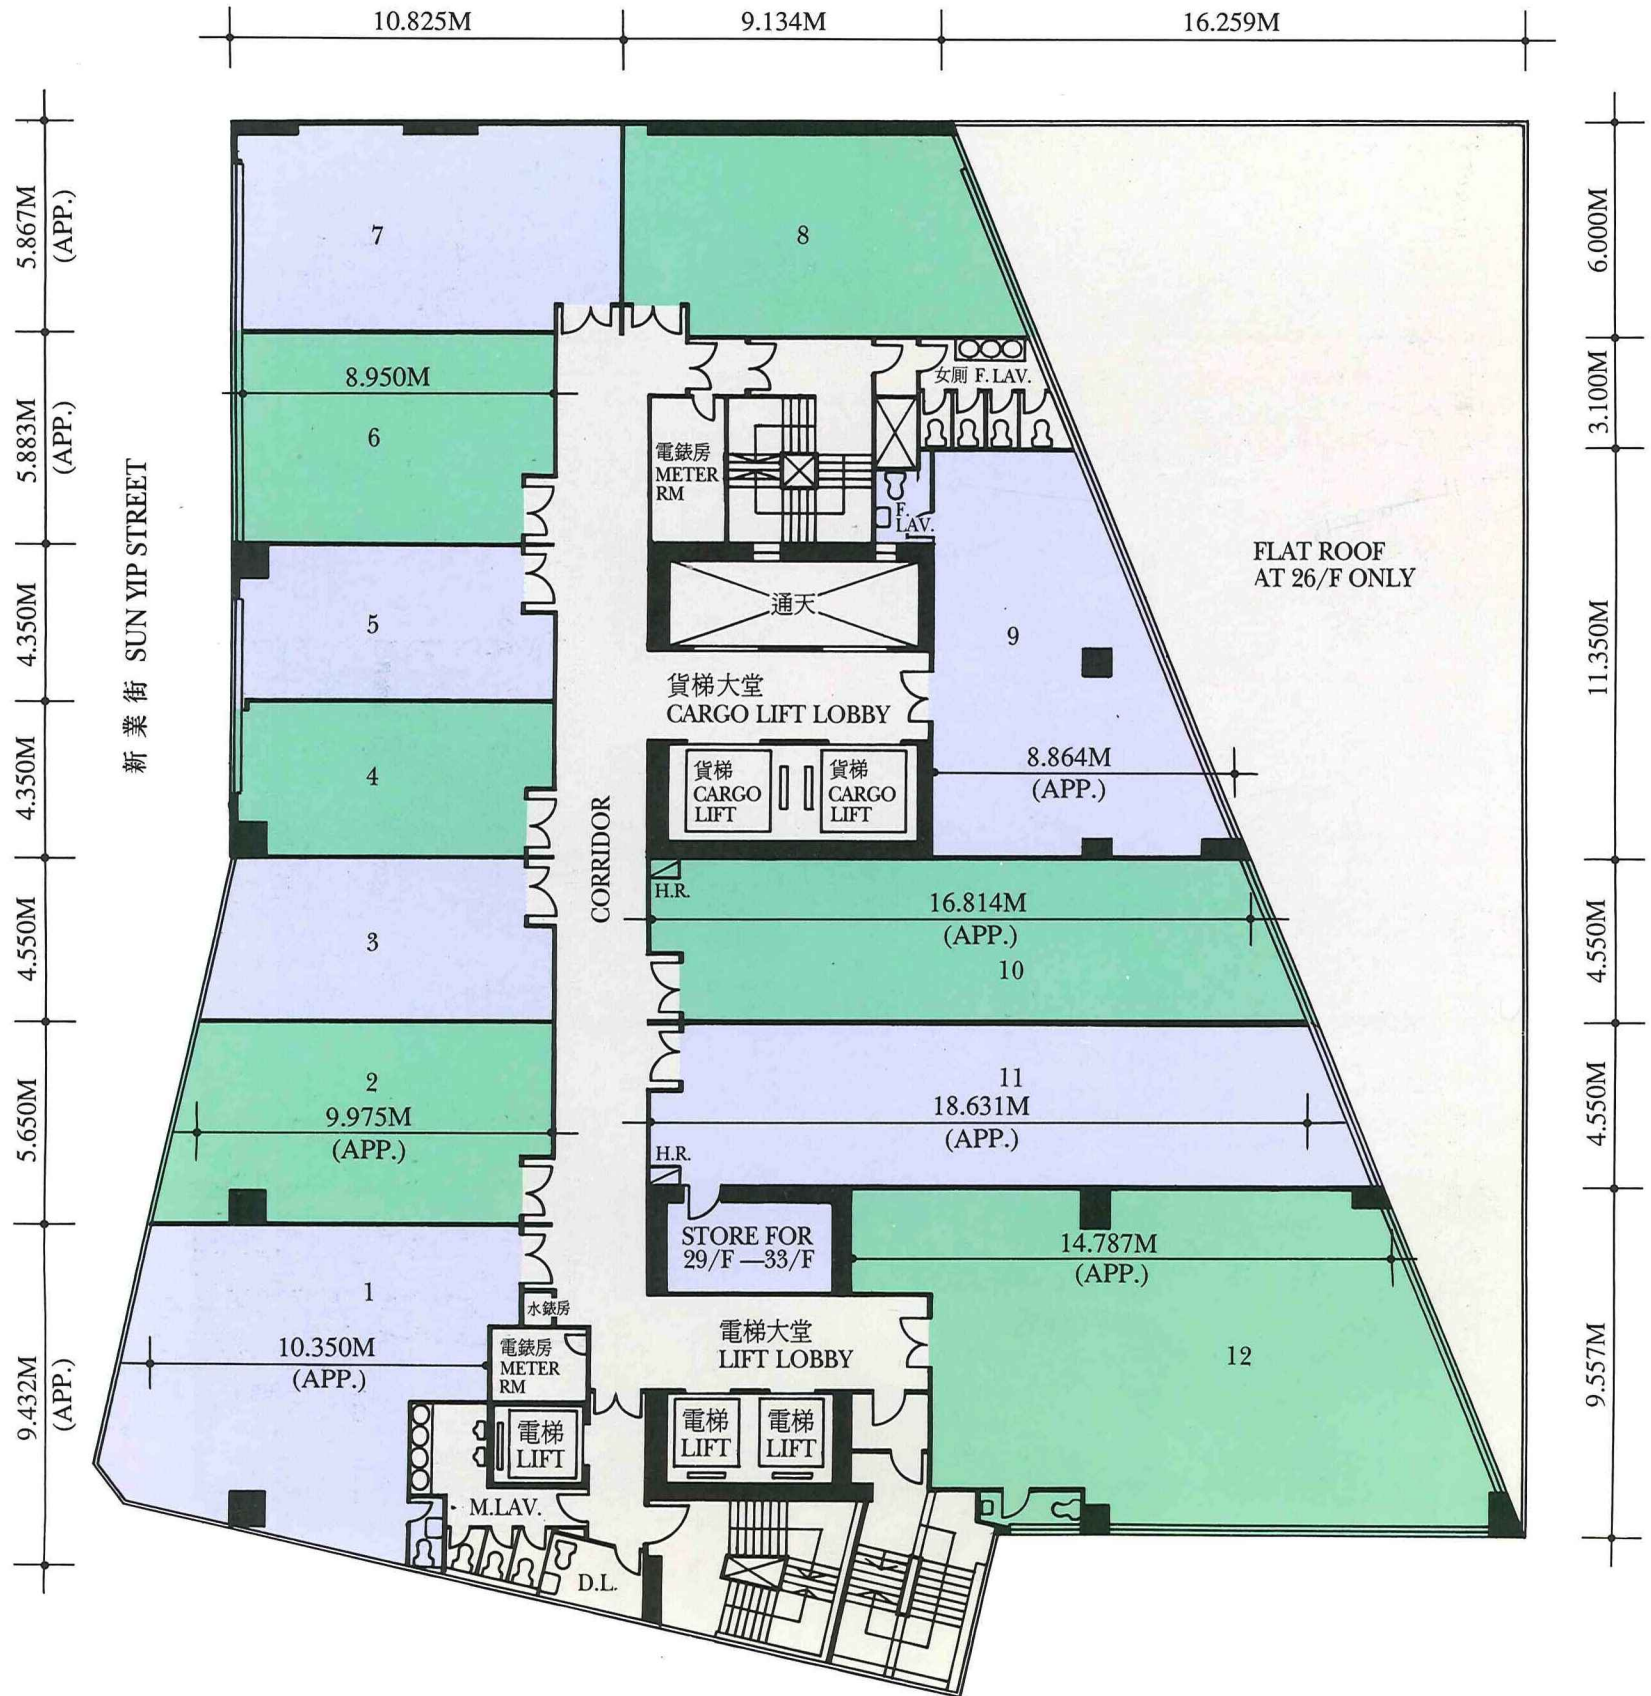 10.825M
9.134M
16.259M
5.867M
(APP.)
5.883M
(APP.)
4.350M
4.350M
4.550M
5.650M
9.432M
(APP.)
新業街 SUN YIP STREET
6.000M
3.100M
11.350M
4.550M
4.550M
9.557M
7
8
8.950M
6
女厠 F.LAV.
電錶房
METER
RM
F.
LAV.
5
通天
9
FLAT ROOF
AT 26/F ONLY
貨梯大堂
CARGO LIFT LOBBY
4
貨梯
CARGO
LIFT
貨梯
CARGO
LIFT
8.864M
(APP.)
CORRIDOR
H.R.
16.814M
(APP.)
10
3
2
9.975M
(APP.)
11
18.631M
(APP.)
H.R.
STORE FOR
29/F—33/F
14.787M
(APP.)
1
水錶房
10.350M
(APP.)
電錶房
METER
RM
電梯大堂
LIFT LOBBY
12
電梯
LIFT
電梯
LIFT
電梯
LIFT
M.LAV.
D.L.